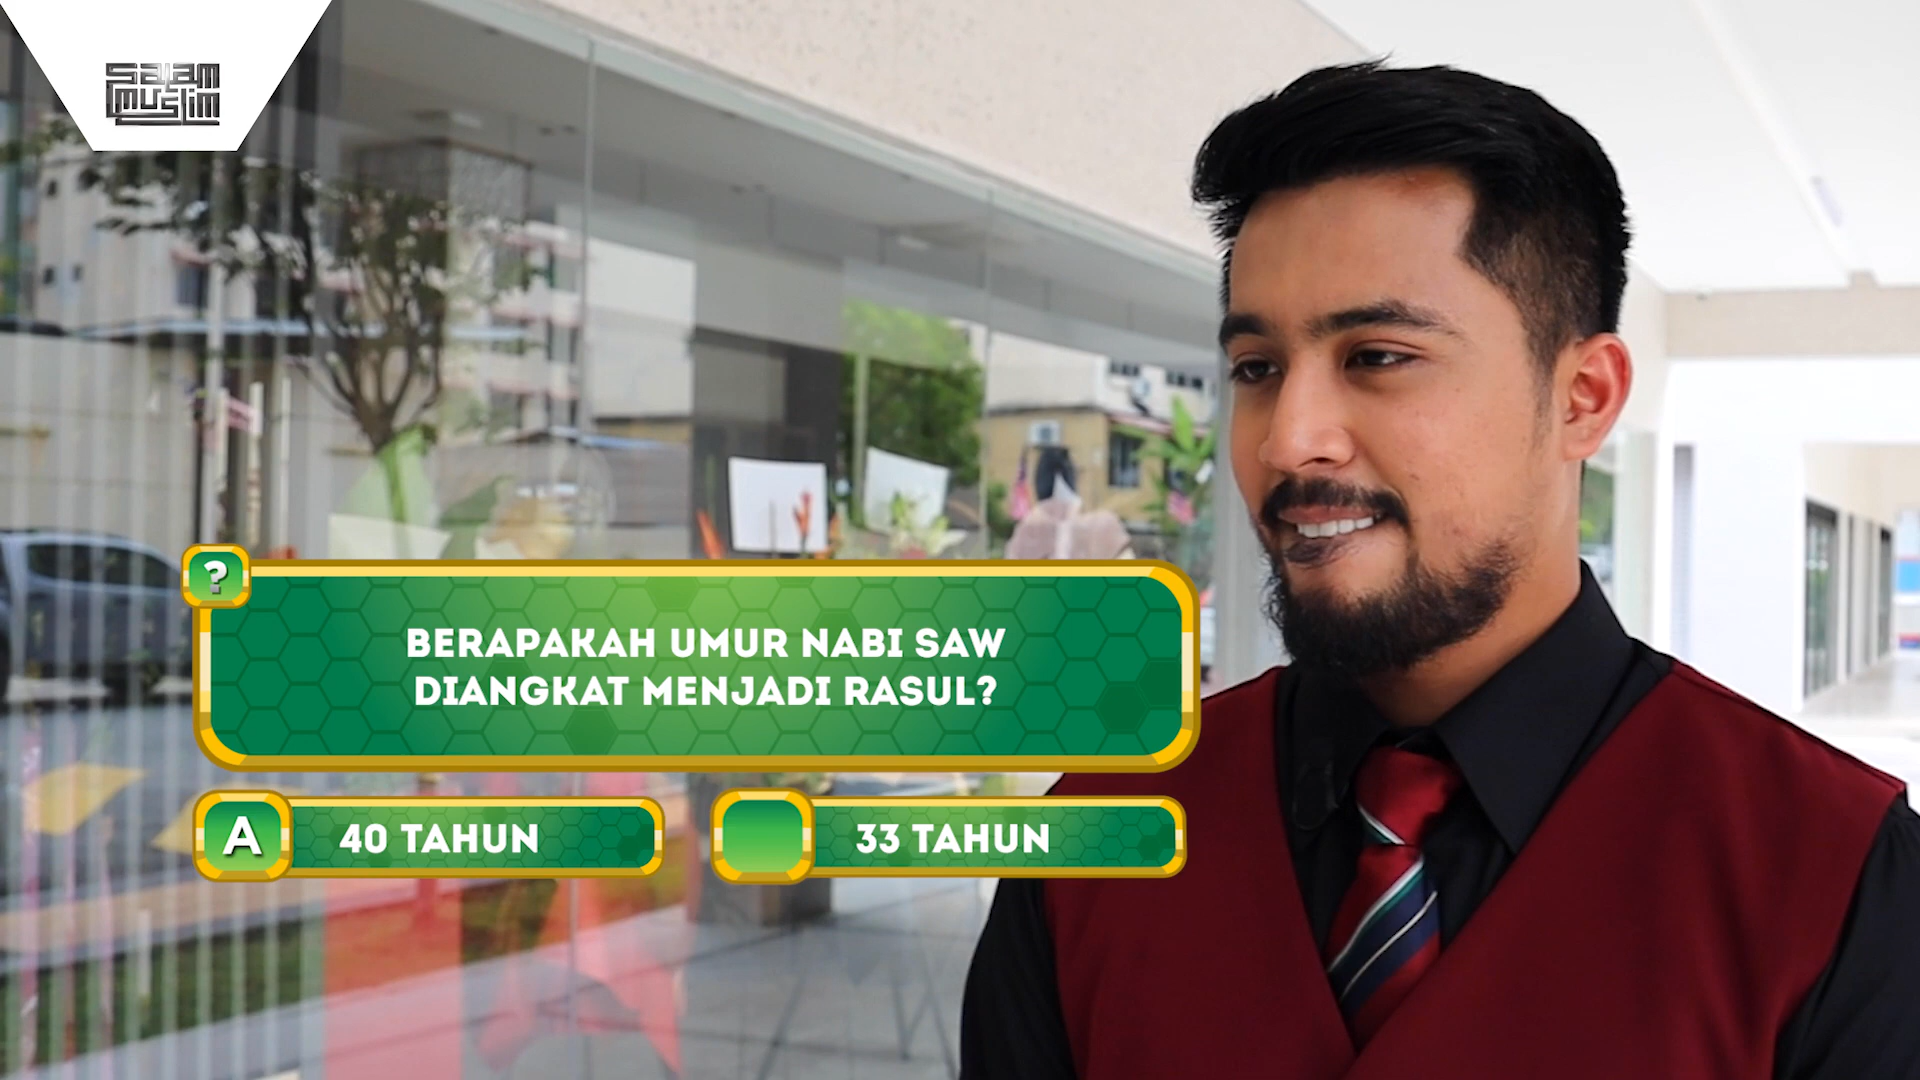 salam
muslim
?
BERAPAKAH UMUR NABI SAW
DIANGKAT MENJADI RASUL?
A
40 TAHUN
33 TAHUN